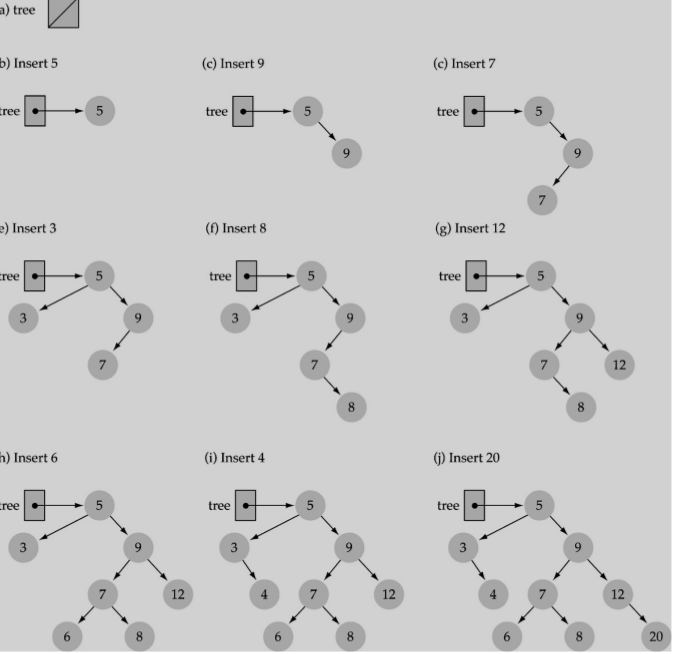 a) tree
b) Insert 5
(c) Insert 9
(c) Insert 7
tree 5
tree 5
tree 5
9
9
7
e) Insert 3
(f) Insert 8
(g) Insert 12
tree 5
tree 5
tree 5
3 9
3 9
3 9
7
7
7 12
8
8
h) Insert 6
(i) Insert 4
(j) Insert 20
tree 5
tree 5
tree 5
3 9
3 9
3 9
7 12
4 7 12
4 7 12
6 8
6 8
6 8 20